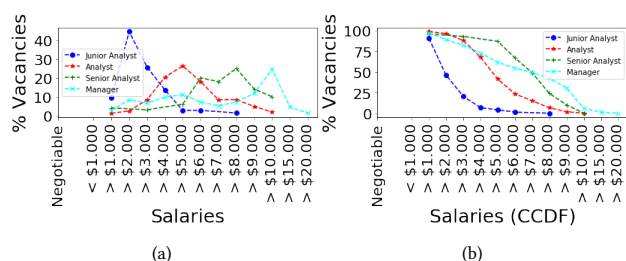 % Vacancies
40
30
20
10
0
Junior Analyst
Analyst
Senior Analyst
Manager
Negotiable
< $1.000
> $1.000
> $2.000
> $3.000
> $4.000
> $5.000
> $6.000
> $7.000
> $8.000
> $9.000
> $10.000
> $15.000
> $20.000
Salaries
(a)
% Vacancies
100
75
50
25
0
Junior Analyst
Analyst
Senior Analyst
Manager
Negotiable
< $1.000
> $1.000
> $2.000
> $3.000
> $4.000
> $5.000
> $6.000
> $7.000
> $8.000
> $9.000
> $10.000
> $15.000
> $20.000
Salaries (CCDF)
(b)